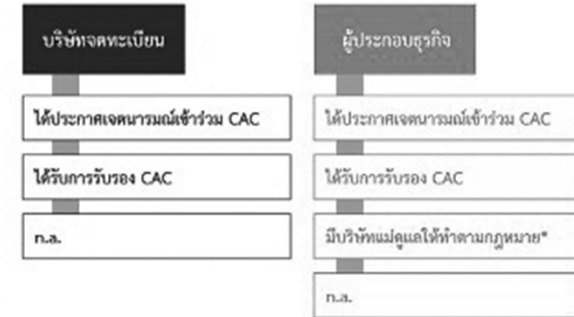 บริษัทจดทะเบียน
ได้ประกาศเจตนารมณ์เข้าร่วม CAC
ได้รับการรับรอง CAC
n.a.
ผู้ประกอบธุรกิจ
ได้ประกาศเจตนารมณ์เข้าร่วม CAC
ได้รับการรับรอง CAC
มีบริษัทแม่ดูแลให้ทำตามกฎหมาย*
n.a.